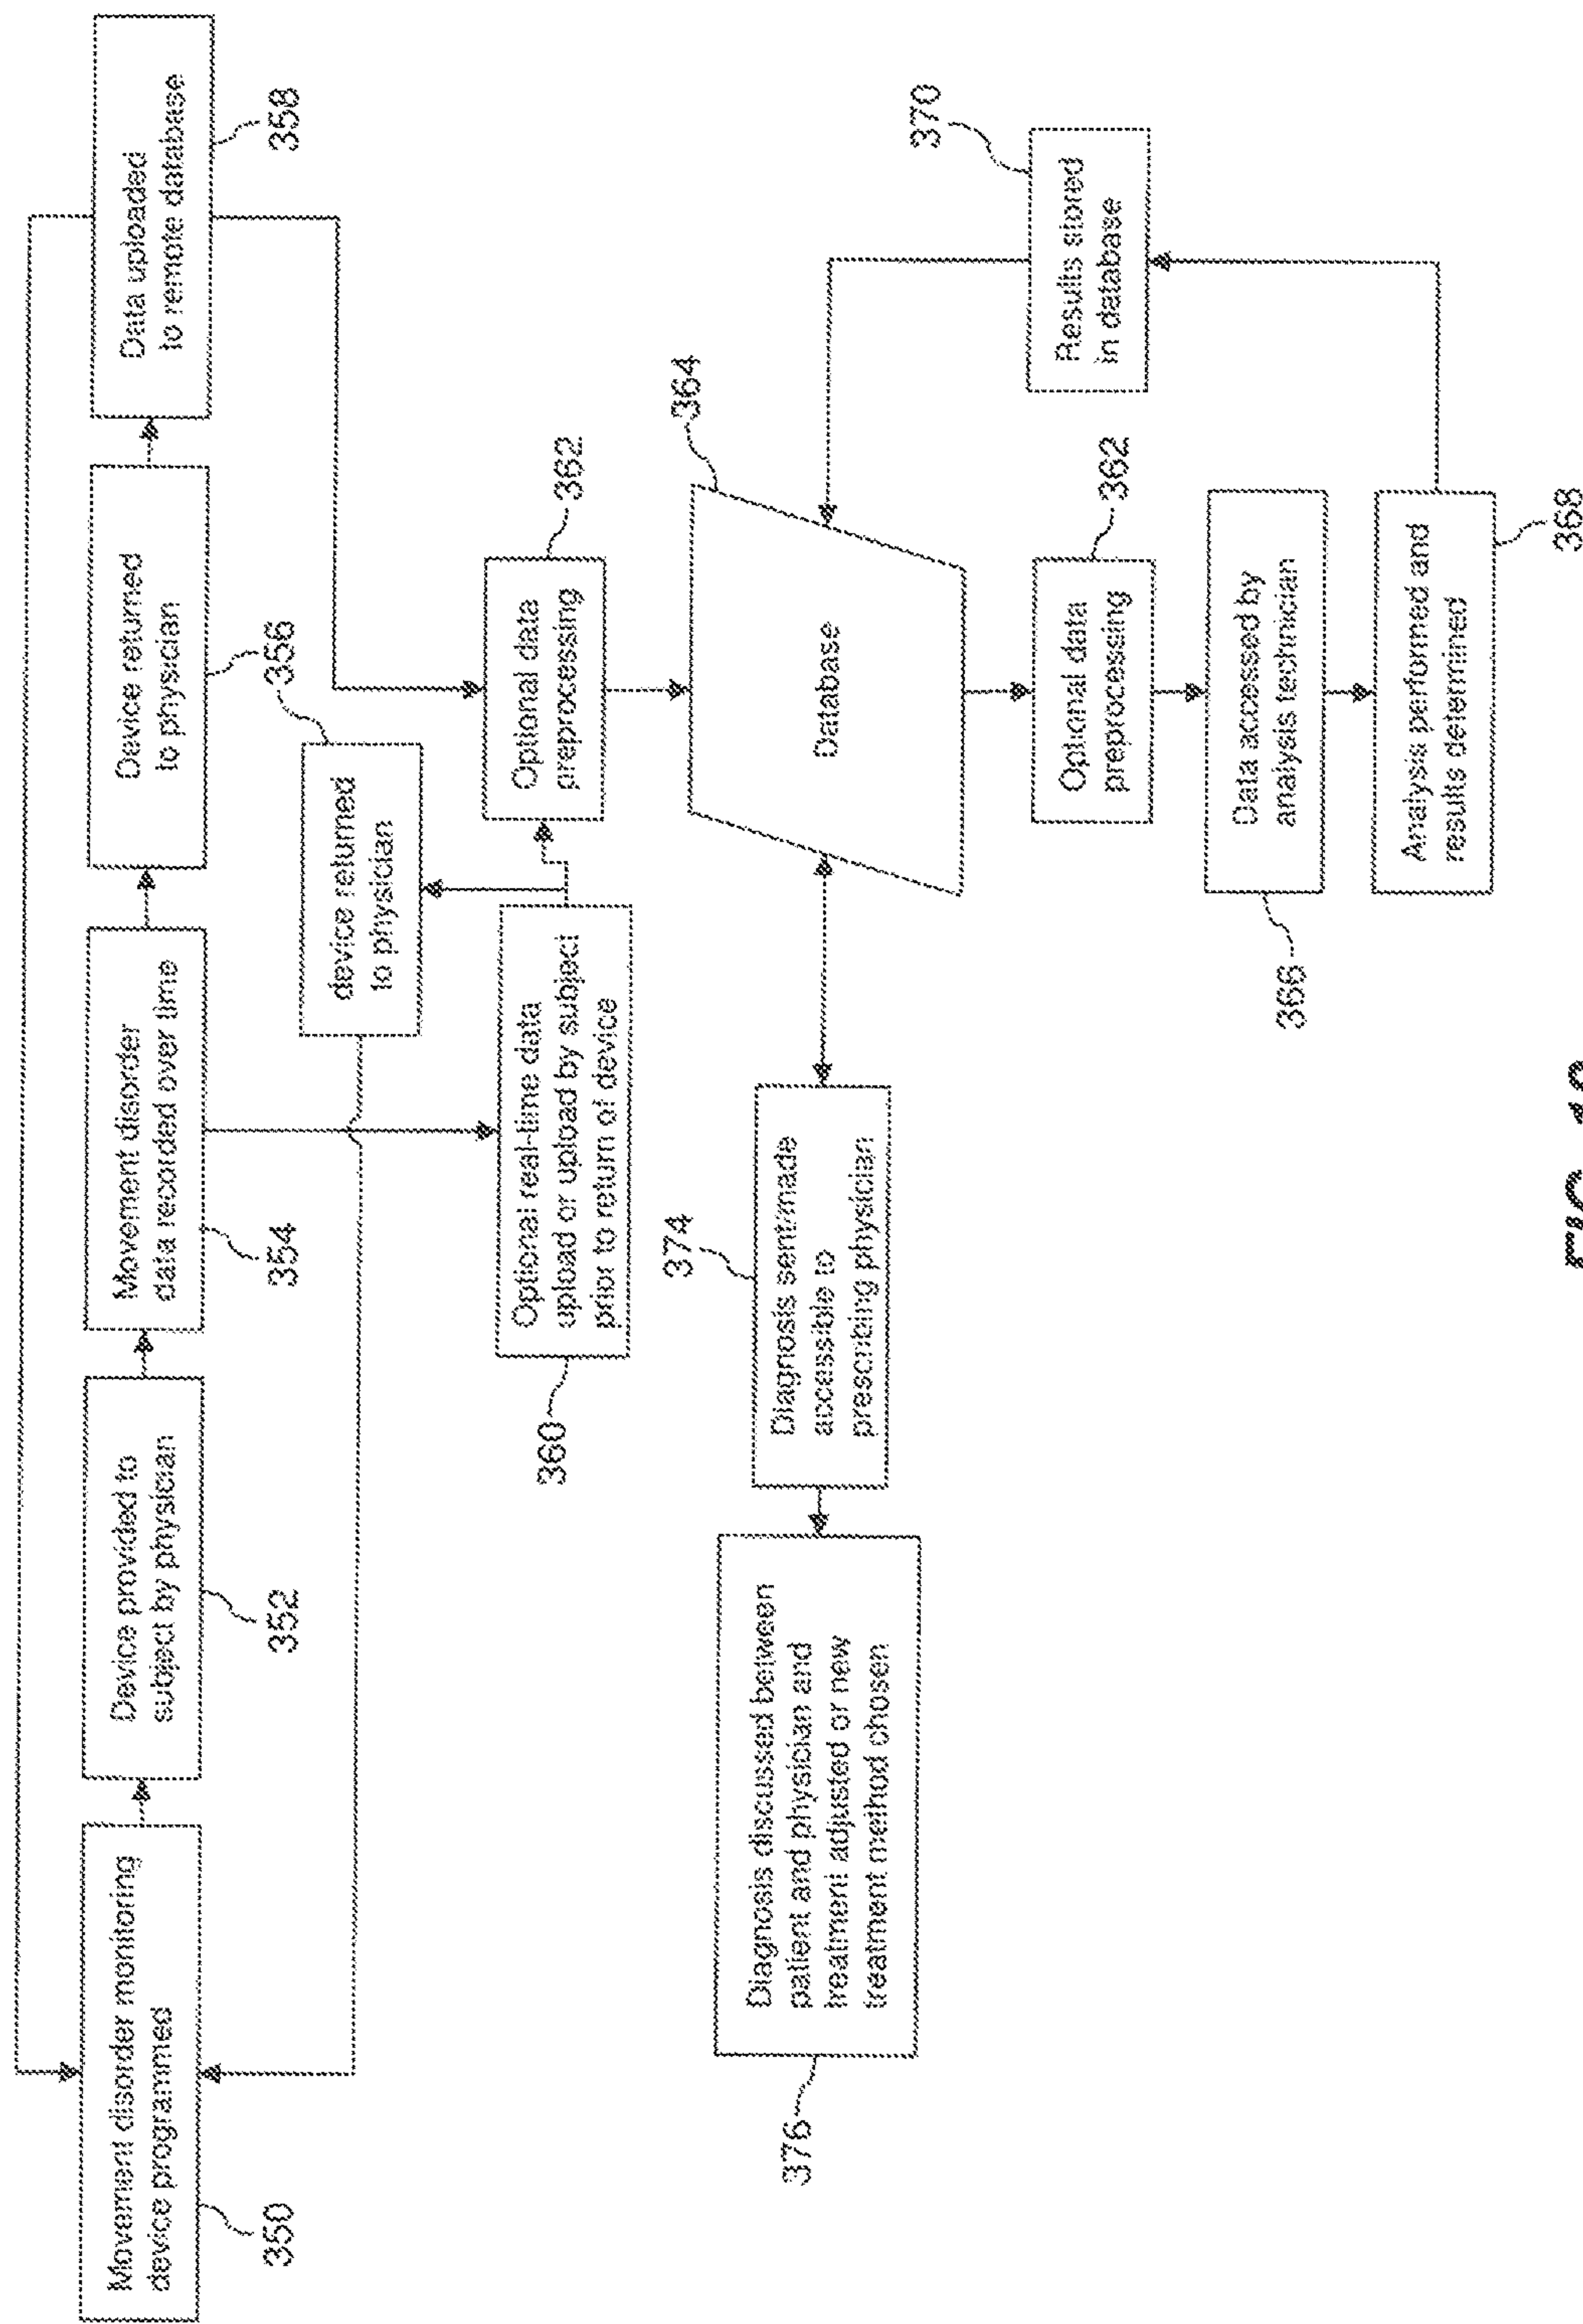 Movement disorder monitoring
device programmed
350
Device provided to
subject by physician
352
Movement disorder
data recorded over time
354
Device returned
to physician
356
Data uploaded
to remote database
358
device returned
to physician
Optional real-time data
upload or upload by subject
prior to return of device
360
Optional data
preprocessing
362
Database
364
Diagnosis sent/made
accessible to
prescribing physician
374
Diagnosis discussed between
patient and physician and
treatment adjusted or new
treatment method chosen
376
Optional data
preprocessing
362
Data accessed by
analysis technician
366
Analysis performed and
results determined
368
Results stored
in database
370